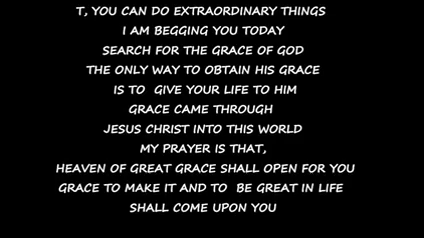 T, YOU CAN DO EXTRAORDINARY THINGS
I AM BEGGING YOU TODAY
SEARCH FOR THE GRACE OF GOD
THE ONLY WAY TO OBTAIN HIS GRACE
IS TO  GIVE YOUR LIFE TO HIM
GRACE CAME THROUGH
JESUS CHRIST INTO THIS WORLD
MY PRAYER IS THAT,
HEAVEN OF GREAT GRACE SHALL OPEN FOR YOU
GRACE TO MAKE IT AND TO  BE GREAT IN LIFE
SHALL COME UPON YOU